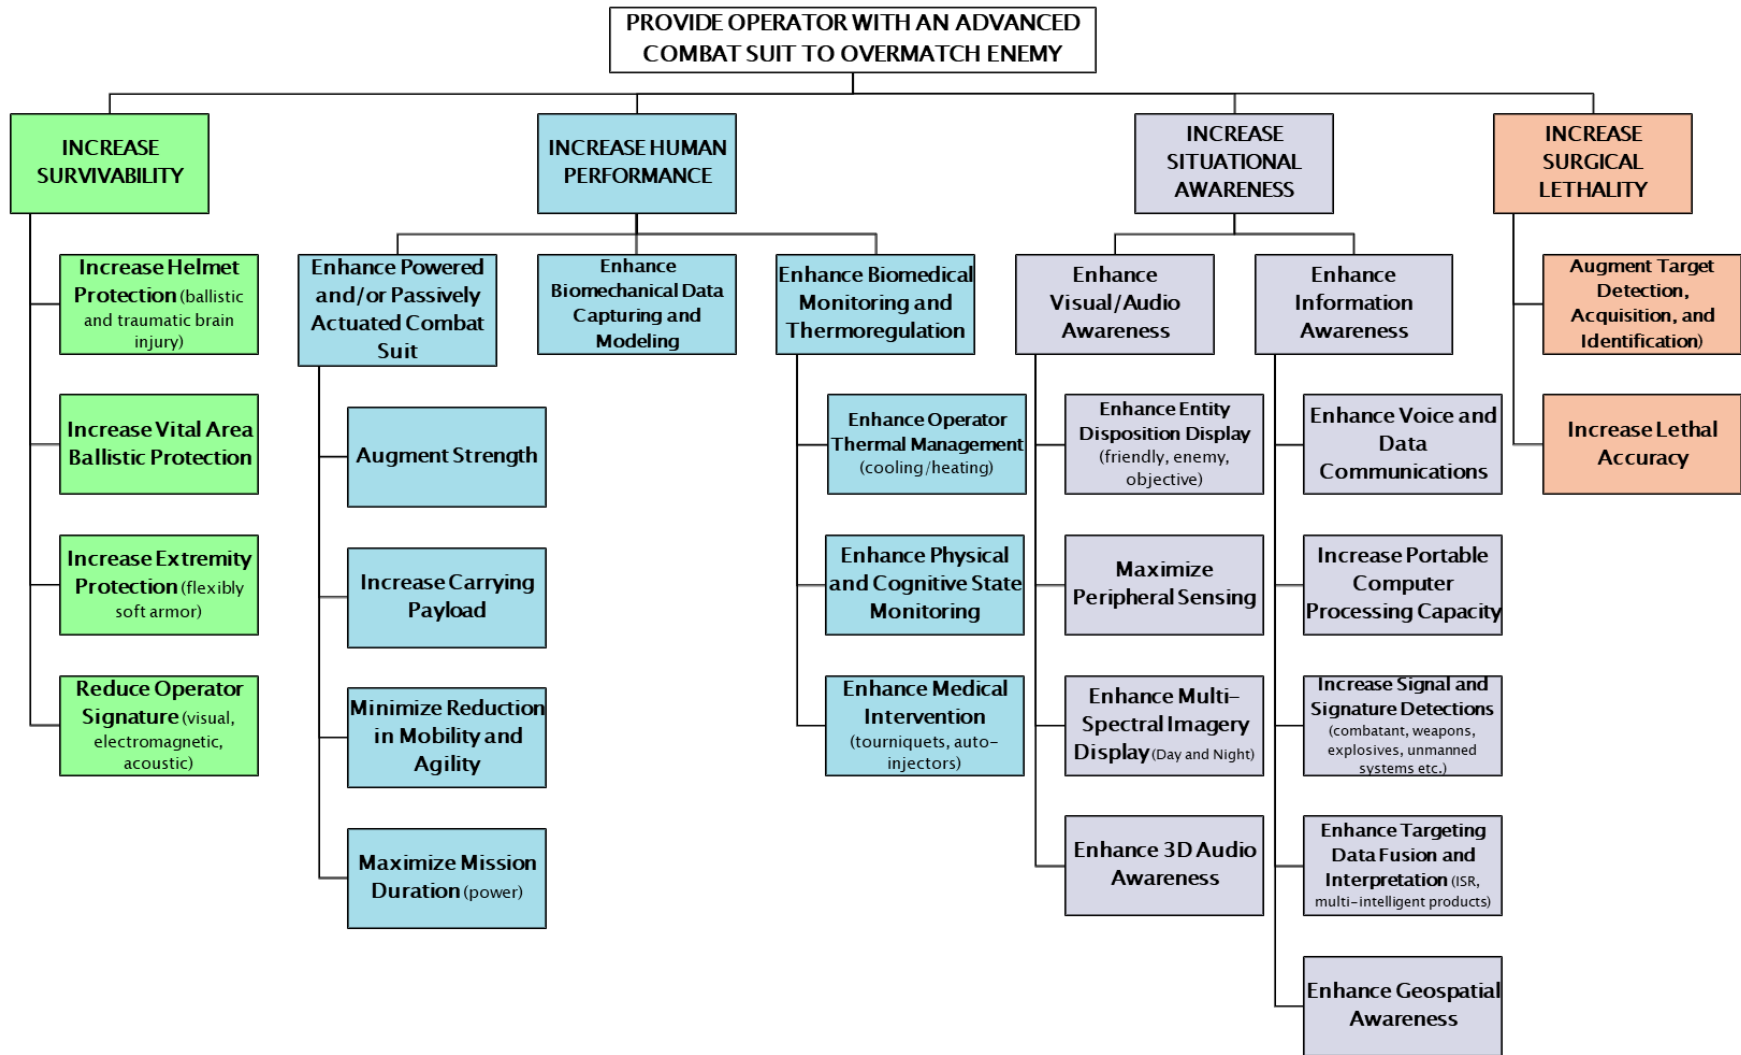 PROVIDE OPERATOR WITH AN ADVANCED
COMBAT SUIT TO OVERMATCH ENEMY
INCREASE
SURVIVABILITY
INCREASE HUMAN
PERFORMANCE
INCREASE
SITUATIONAL
AWARENESS
INCREASE
SURGICAL
LETHALITY
Increase Helmet
Protection (ballistic
and traumatic brain
injury)
Increase Vital Area
Ballistic Protection
Increase Extremity
Protection (flexibly
soft armor)
Reduce Operator
Signature (visual,
electromagnetic,
acoustic)
Enhance Powered
and/or Passively
Actuated Combat
Suit
Augment Strength
Increase Carrying
Payload
Minimize Reduction
in Mobility and
Agility
Maximize Mission
Duration (power)
Enhance
Biomechanical Data
Capturing and
Modeling
Enhance Biomedical
Monitoring and
Thermoregulation
Enhance Operator
Thermal Management
(cooling/heating)
Enhance Physical
and Cognitive State
Monitoring
Enhance Medical
Intervention
(tourniquets, auto-
injectors)
Enhance
Visual/Audio
Awareness
Enhance Entity
Disposition Display
(friendly, enemy,
objective)
Maximize
Peripheral Sensing
Enhance Multi-
Spectral Imagery
Display (Day and Night)
Enhance 3D Audio
Awareness
Enhance
Information
Awareness
Enhance Voice and
Data
Communications
Increase Portable
Computer
Processing Capacity
Increase Signal and
Signature Detections
(combatant, weapons,
explosives, unmanned
systems etc.)
Enhance Targeting
Data Fusion and
Interpretation (ISR,
multi-intelligent products)
Enhance Geospatial
Awareness
Augment Target
Detection,
Acquisition, and
Identification)
Increase Lethal
Accuracy